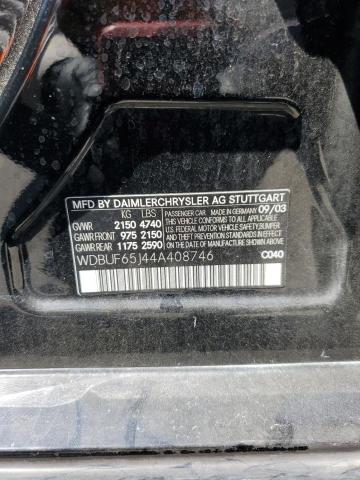 MFD BY DAIMLERCHRYSLER AG STUTTGART
KG LBS PASSENGER CAR MADE IN GERMANY 09/03
GVWR 2150 4740 THIS VEHICLE CONFORMS TO ALL APPLICABLE
GAWR FRONT 975 2150 U.S. FEDERAL MOTOR VEHICLE SAFETY, BUMPER
GAWR REAR 1175 2590 AND THEFT PREVENTION STANDARDS IN EFFECT ON THE DATE OF MANUFACTURE SHOWN ABOVE
WDBUF65J44A408746 C040